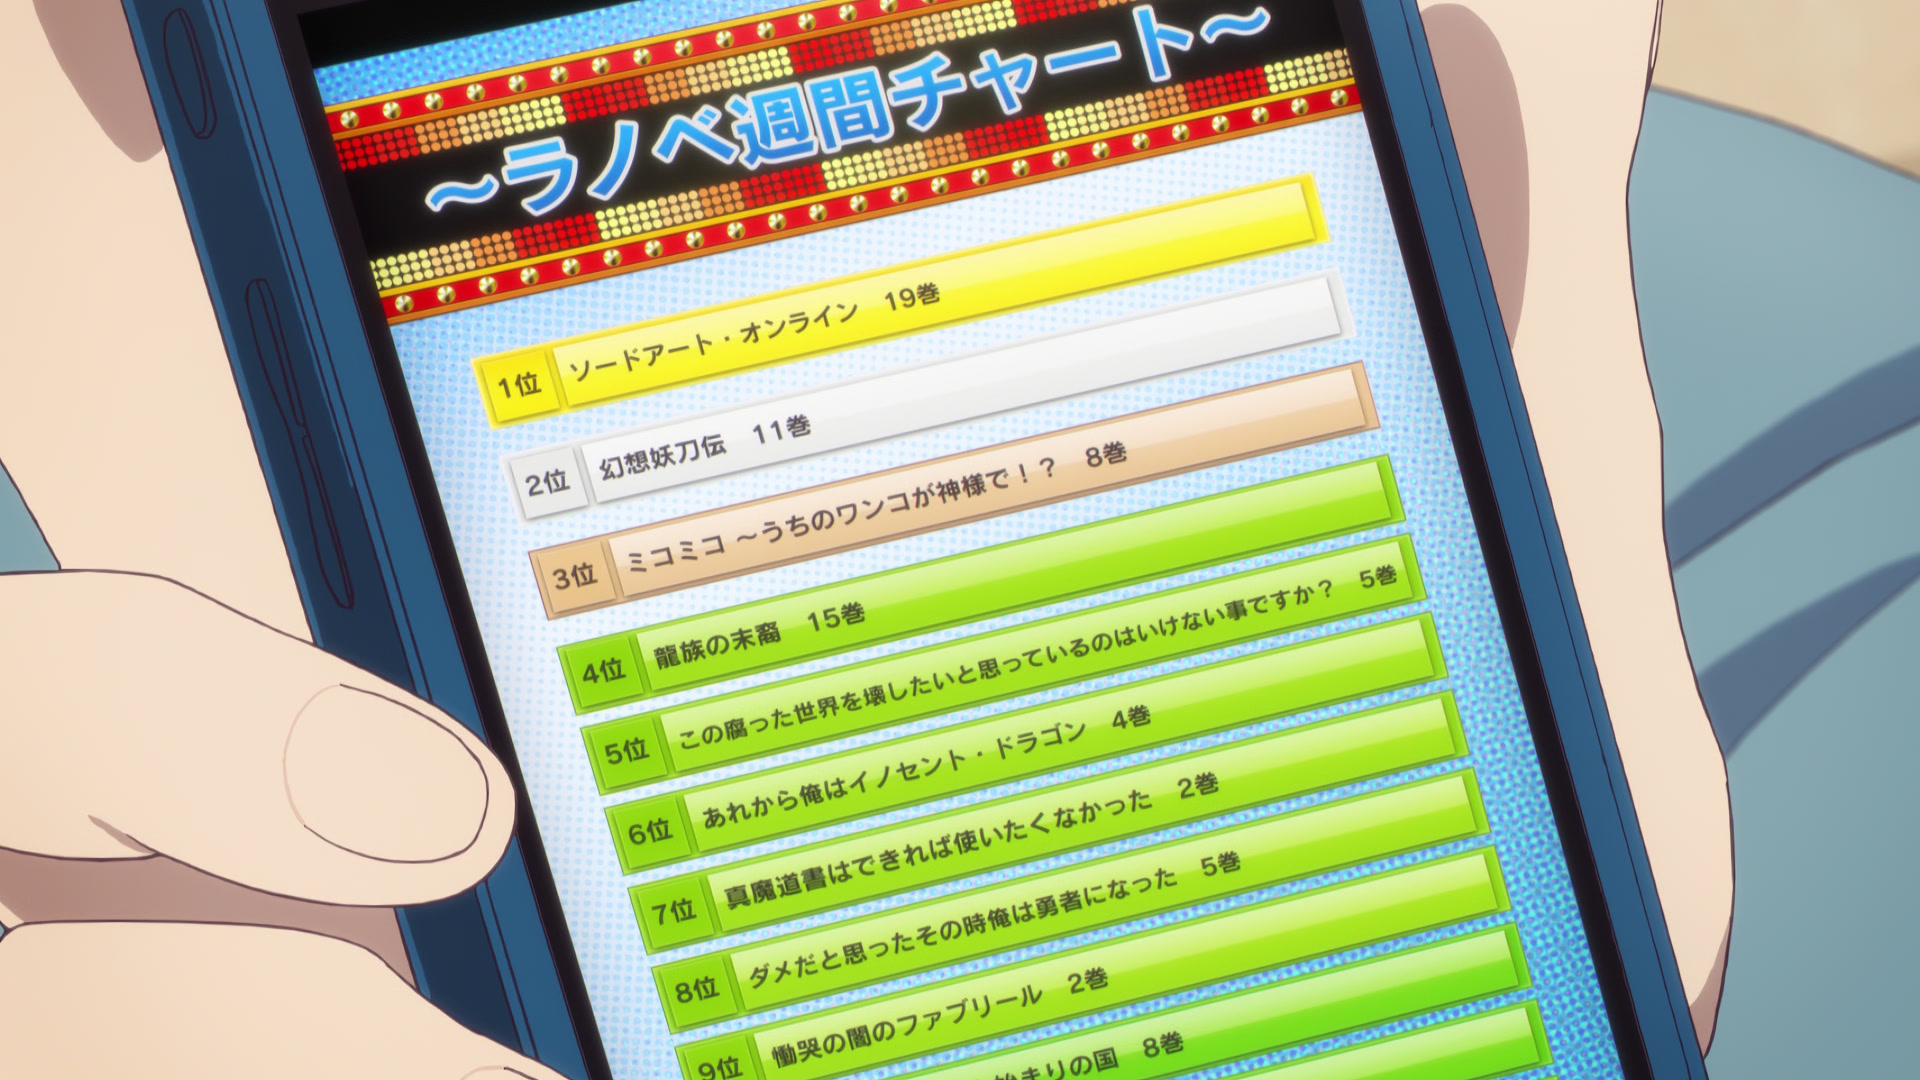 ～ラノベ週間チャート～
1位 ソードアート・オンライン　19巻
2位 幻想妖刀伝　11巻
3位 ミコミコ ～うちのワンコが神様で！？　8巻
4位 龍族の末裔　15巻
5位 この腐った世界を壊したいと思っているのはいけない事ですか？　5巻
6位 あれから俺はイノセント・ドラゴン　4巻
7位 真魔道書はできれば使いたくなかった　2巻
8位 ダメだと思ったその時俺は勇者になった　5巻
9位 慟哭の闇のファブリール　2巻
始まりの国　8巻